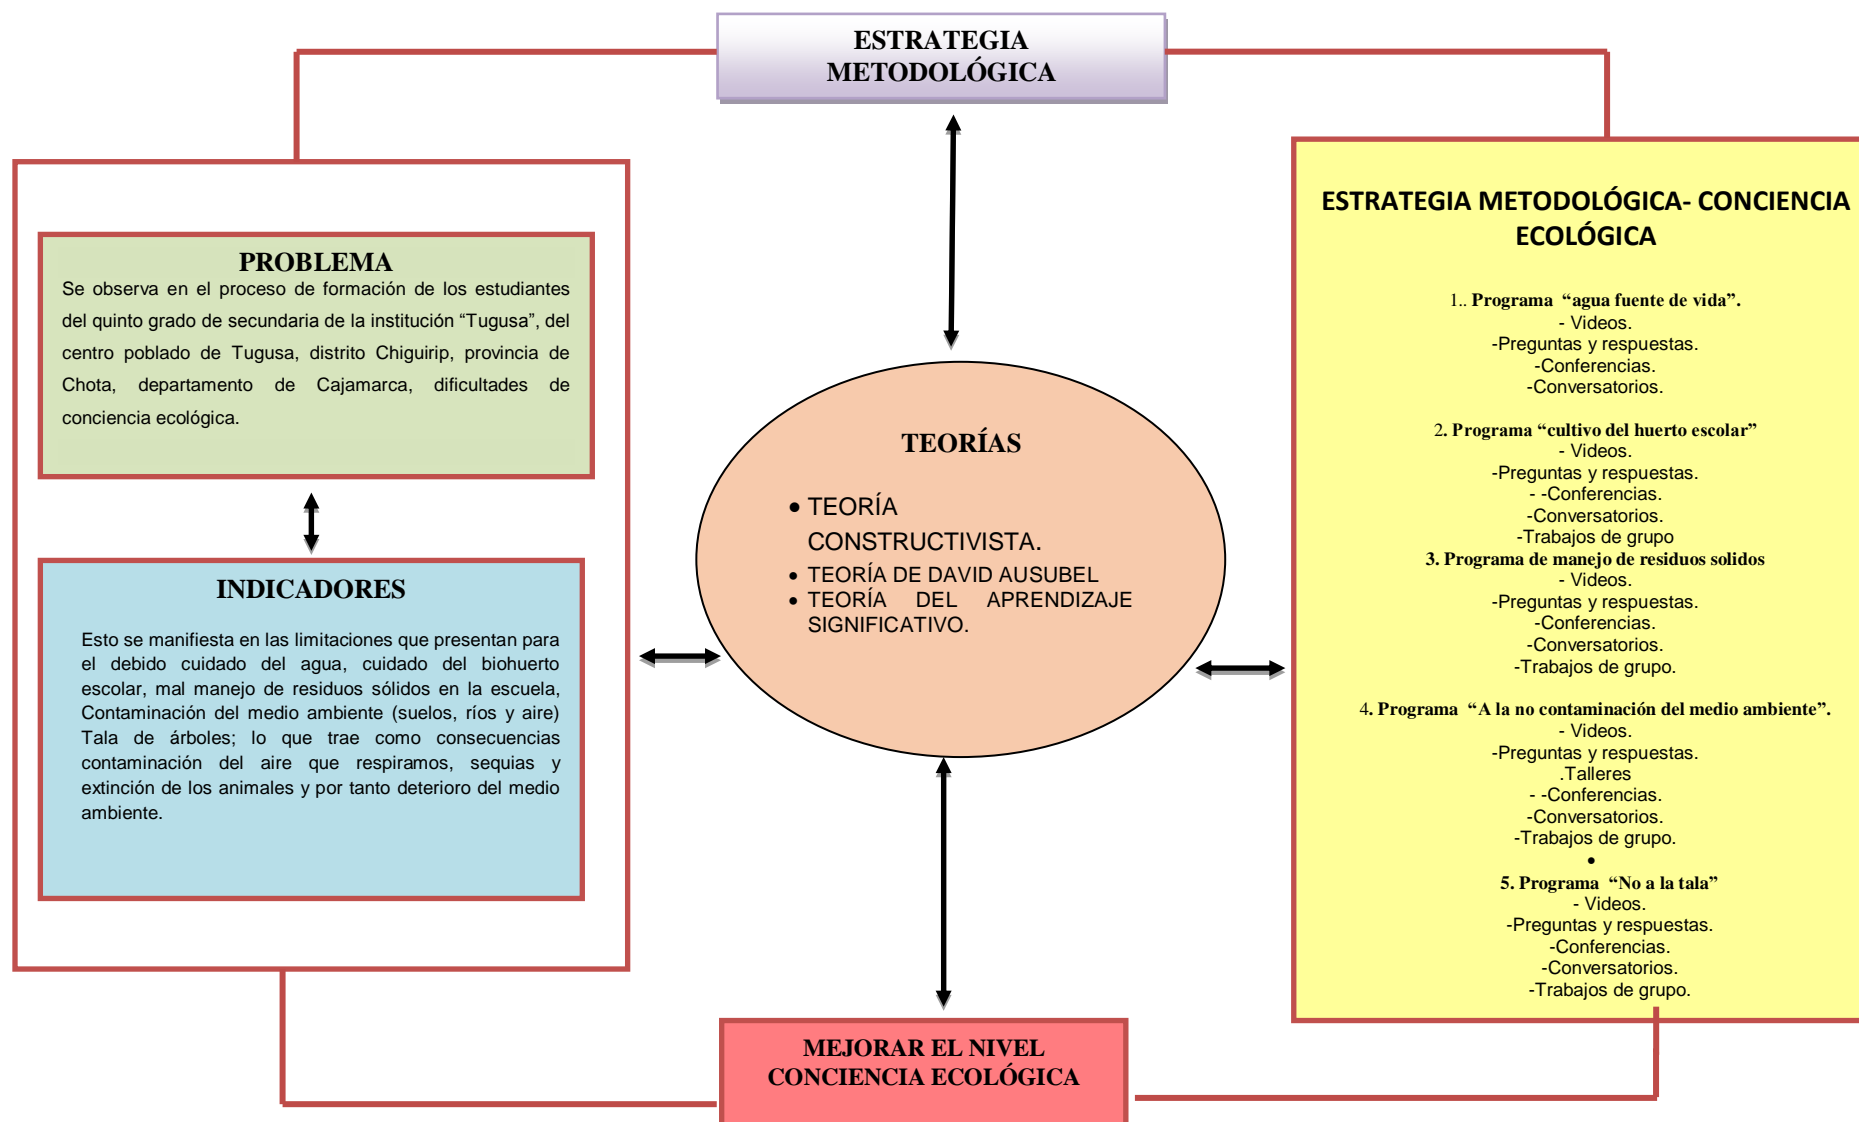 ESTRATEGIA
METODOLÓGICA
PROBLEMA
Se observa en el proceso de formación de los estudiantes
del quinto grado de secundaria de la institución “Tugusa”, del
centro poblado de Tugusa, distrito Chiguirip, provincia de
Chota, departamento de Cajamarca, dificultades de
conciencia ecológica.
INDICADORES
Esto se manifiesta en las limitaciones que presentan para
el debido cuidado del agua, cuidado del biohuerto
escolar, mal manejo de residuos sólidos en la escuela,
Contaminación del medio ambiente (suelos, ríos y aire)
Tala de árboles; lo que trae como consecuencias
contaminación del aire que respiramos, sequias y
extinción de los animales y por tanto deterioro del medio
ambiente.
TEORÍAS
• TEORÍA
CONSTRUCTIVISTA.
• TEORÍA DE DAVID AUSUBEL
• TEORÍA DEL APRENDIZAJE
SIGNIFICATIVO.
ESTRATEGIA METODOLÓGICA- CONCIENCIA
ECOLÓGICA
1.. Programa “agua fuente de vida”.
- Videos.
-Preguntas y respuestas.
-Conferencias.
-Conversatorios.
2. Programa “cultivo del huerto escolar”
- Videos.
-Preguntas y respuestas.
- -Conferencias.
-Conversatorios.
-Trabajos de grupo
3. Programa de manejo de residuos solidos
- Videos.
-Preguntas y respuestas.
-Conferencias.
-Conversatorios.
-Trabajos de grupo.
4. Programa “A la no contaminación del medio ambiente”.
- Videos.
-Preguntas y respuestas.
.Talleres
- -Conferencias.
-Conversatorios.
-Trabajos de grupo.
•
5. Programa “No a la tala”
- Videos.
-Preguntas y respuestas.
-Conferencias.
-Conversatorios.
-Trabajos de grupo.
MEJORAR EL NIVEL
CONCIENCIA ECOLÓGICA